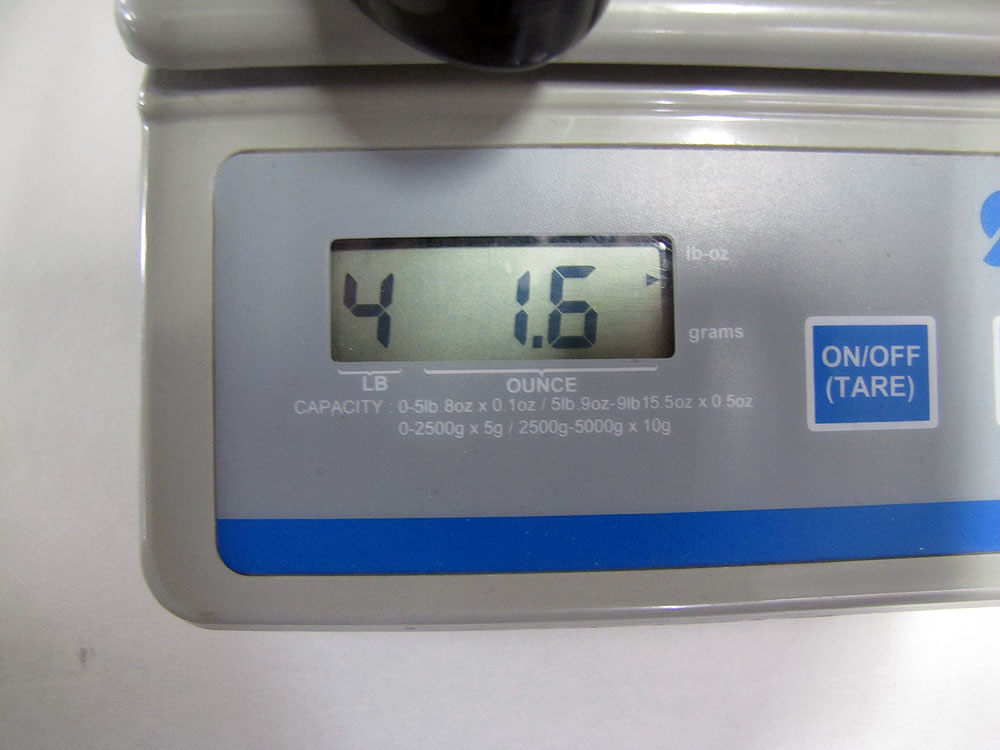 lb-oz
4 1.6
grams
ON/OFF
(TARE)
LB OUNCE
CAPACITY : 0-5lb.8oz x 0.1oz / 5lb.9oz-9lb15.5oz x 0.5oz
0-2500g x 5g / 2500g-5000g x 10g